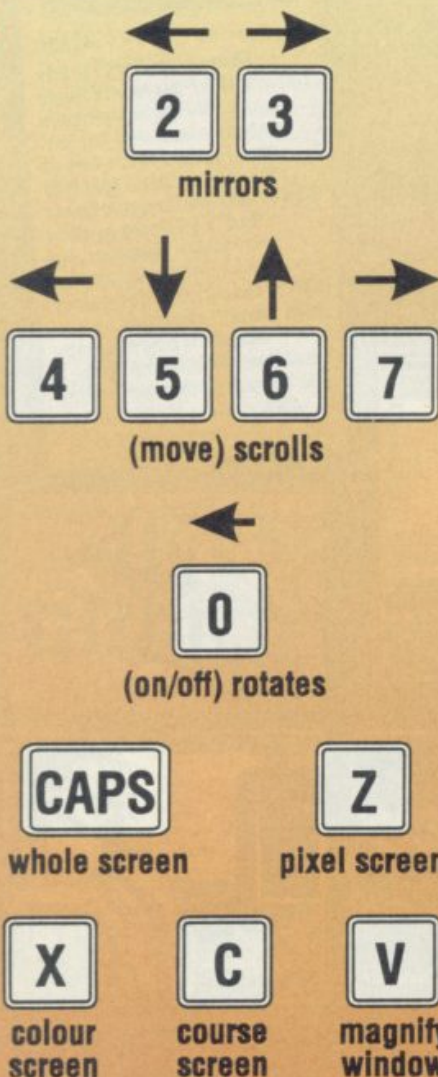 2 3
mirrors
4 5 6 7
(move) scrolls
0
(on/off) rotates
CAPS Z
whole screen pixel screen
X C V
colour course magnify
screen screen window